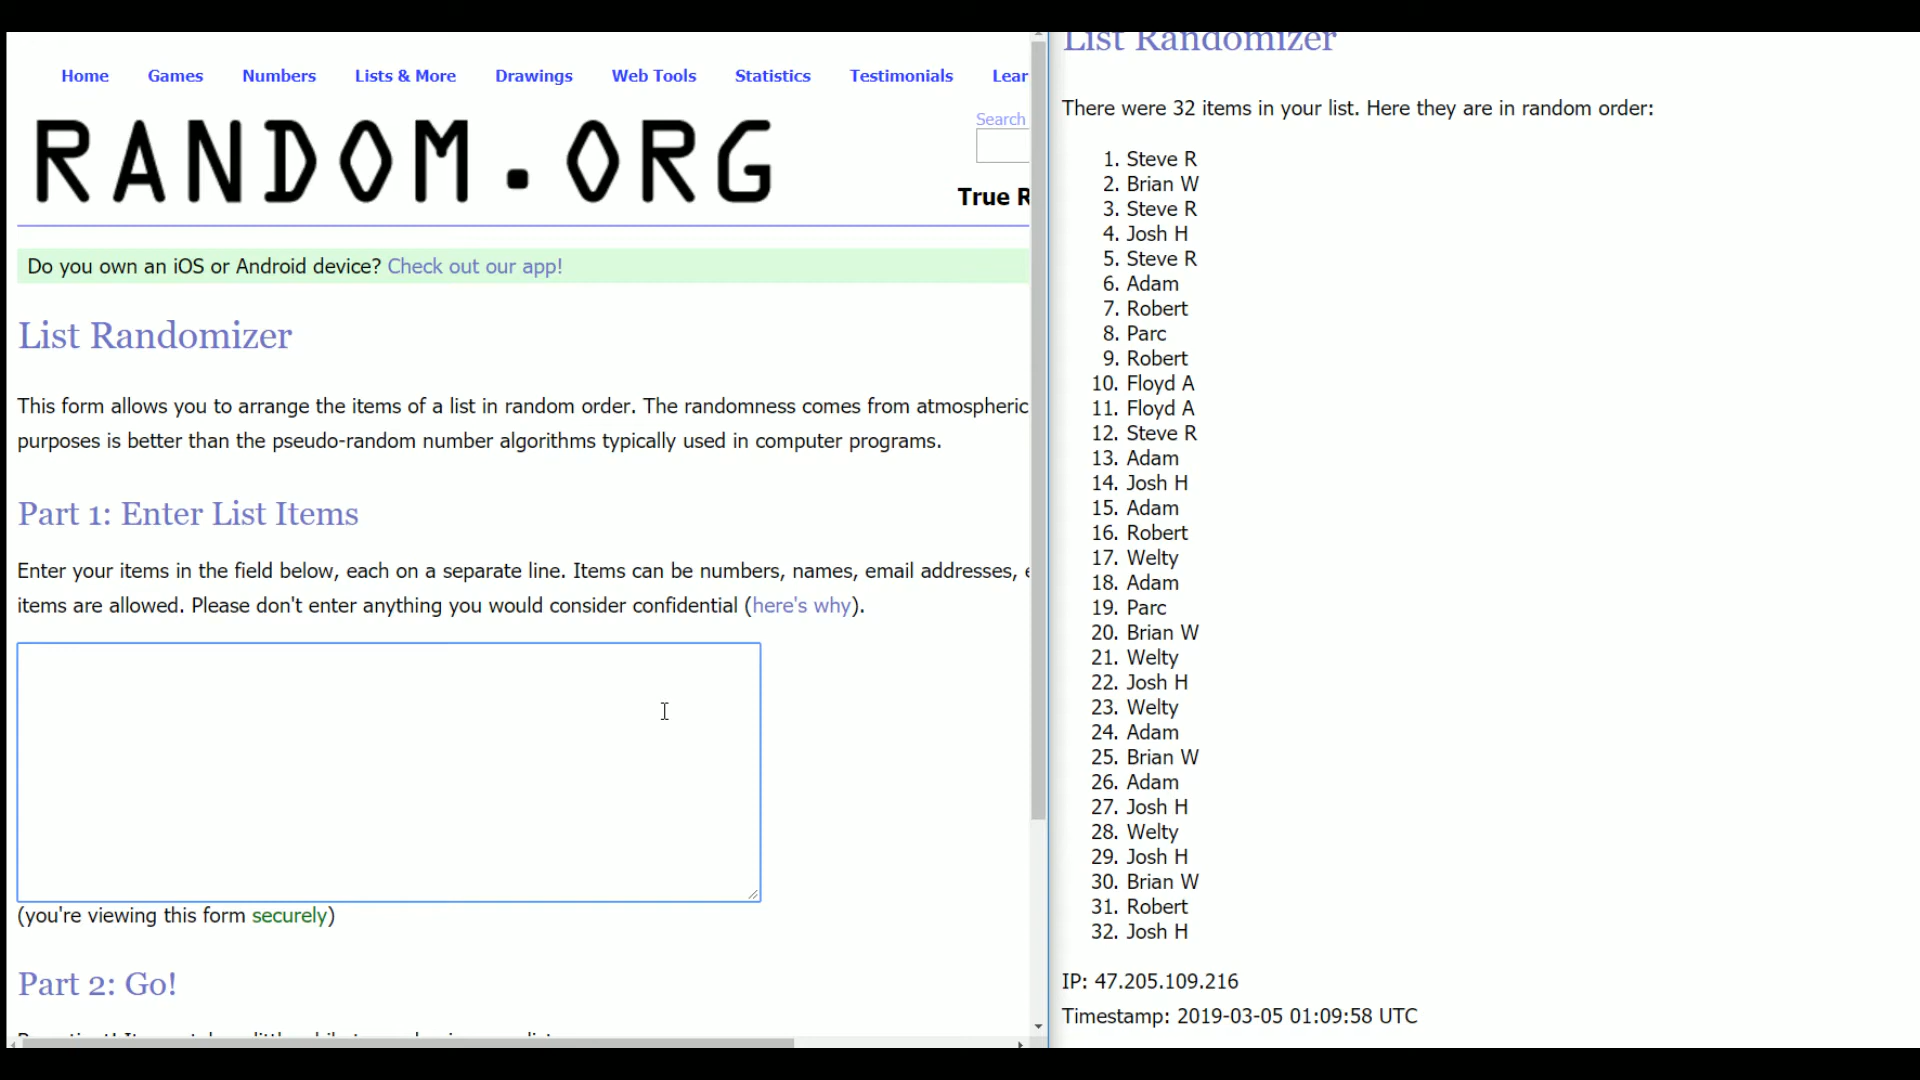 Home Games Numbers Lists & More Drawings Web Tools Statistics Testimonials Lear
RANDOM.ORG
Search
True R
Do you own an iOS or Android device? Check out our app!
List Randomizer
This form allows you to arrange the items of a list in random order. The randomness comes from atmospheric
purposes is better than the pseudo-random number algorithms typically used in computer programs.
Part 1: Enter List Items
Enter your items in the field below, each on a separate line. Items can be numbers, names, email addresses, e
items are allowed. Please don't enter anything you would consider confidential (here's why).
(you're viewing this form securely)
Part 2: Go!
List Randomizer
There were 32 items in your list. Here they are in random order:
1. Steve R
2. Brian W
3. Steve R
4. Josh H
5. Steve R
6. Adam
7. Robert
8. Parc
9. Robert
10. Floyd A
11. Floyd A
12. Steve R
13. Adam
14. Josh H
15. Adam
16. Robert
17. Welty
18. Adam
19. Parc
20. Brian W
21. Welty
22. Josh H
23. Welty
24. Adam
25. Brian W
26. Adam
27. Josh H
28. Welty
29. Josh H
30. Brian W
31. Robert
32. Josh H
IP: 47.205.109.216
Timestamp: 2019-03-05 01:09:58 UTC